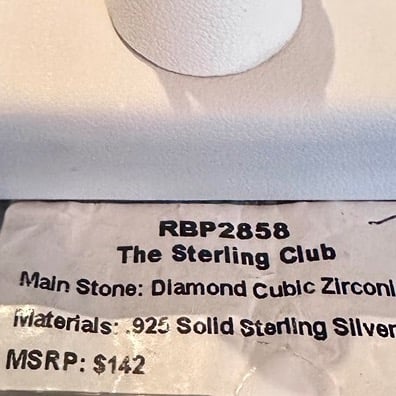 RBP2858
The Sterling Club
Main Stone: Diamond Cubic Zirconi
Materials: .925 Solid Sterling Silver
MSRP: $142